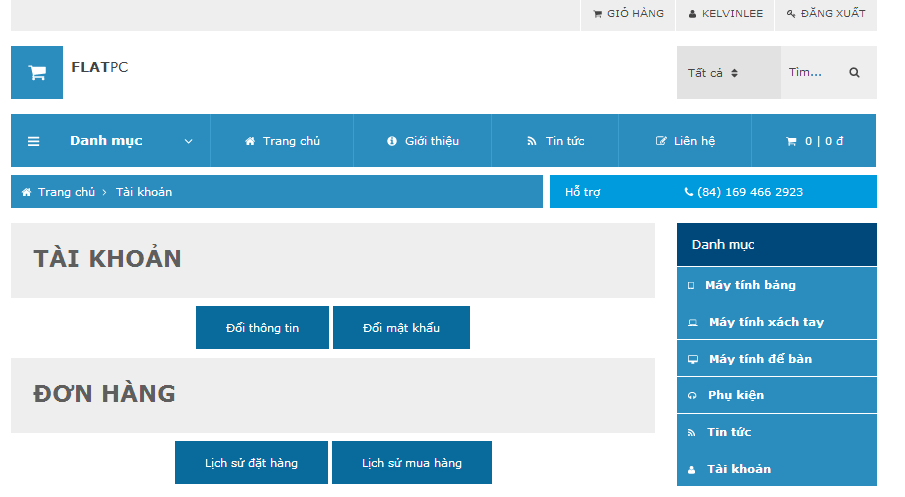 GIỎ HÀNG KELVINLEE ĐĂNG XUẤT
FLATPC Tất cả Tìm...
Danh mục Trang chủ Giới thiệu Tin tức Liên hệ 0 | 0 đ
Trang chủ > Tài khoản Hỗ trợ (84) 169 466 2923
TÀI KHOẢN
Đổi thông tin Đổi mật khẩu
ĐƠN HÀNG
Lịch sử đặt hàng Lịch sử mua hàng
Danh mục
Máy tính bảng
Máy tính xách tay
Máy tính để bàn
Phụ kiện
Tin tức
Tài khoản